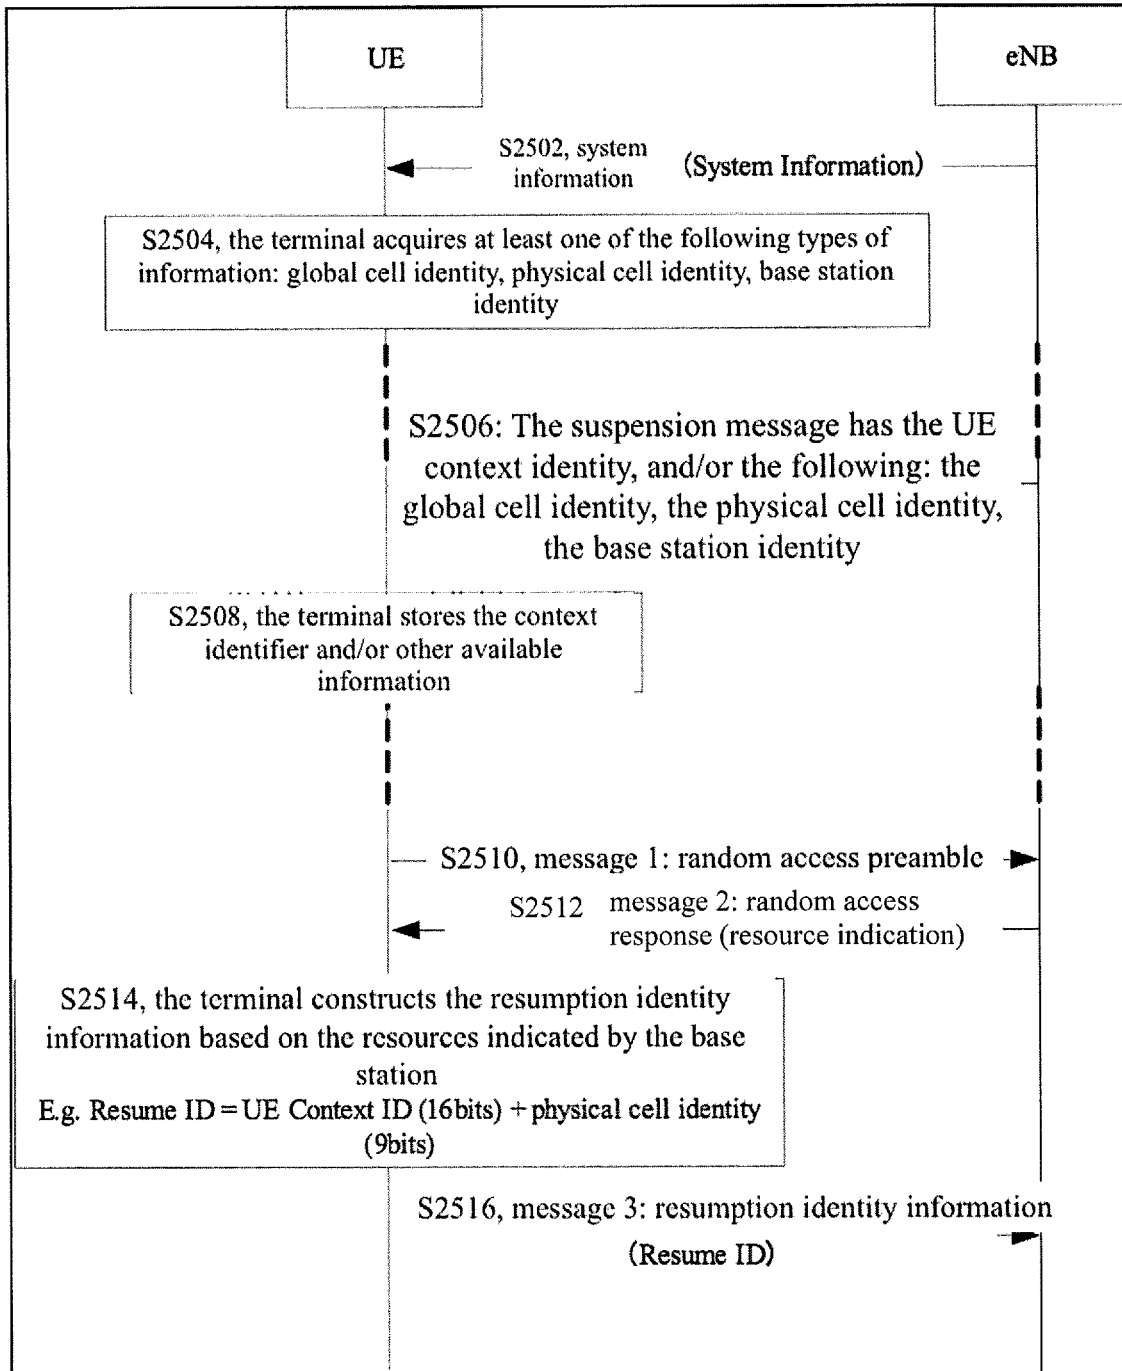 UE
eNB
S2502, system
information
(System Information)
S2504, the terminal acquires at least one of the following types of
information: global cell identity, physical cell identity, base station
identity
S2506: The suspension message has the UE
context identity, and/or the following: the
global cell identity, the physical cell identity,
the base station identity
S2508, the terminal stores the context
identifier and/or other available
information
S2510, message 1: random access preamble
S2512
message 2: random access
response (resource indication)
S2514, the terminal constructs the resumption identity
information based on the resources indicated by the base
station
E.g. Resume ID=UE Context ID (16bits) +physical cell identity
(9bits)
S2516, message 3: resumption identity information
(Resume ID)